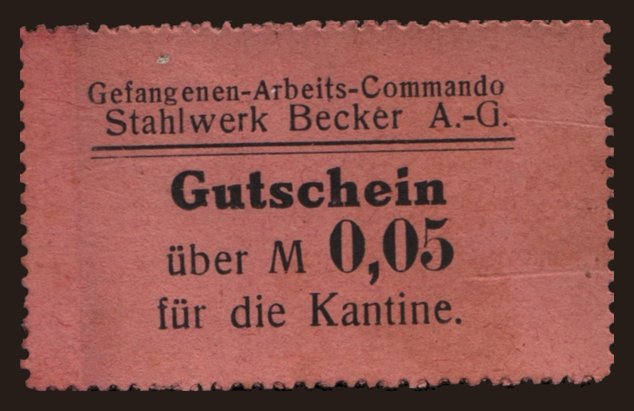 Gefangenen-Arbeits-Commando
Stahlwerk Becker A.-G.
Gutschein
über M 0,05
für die Kantine.